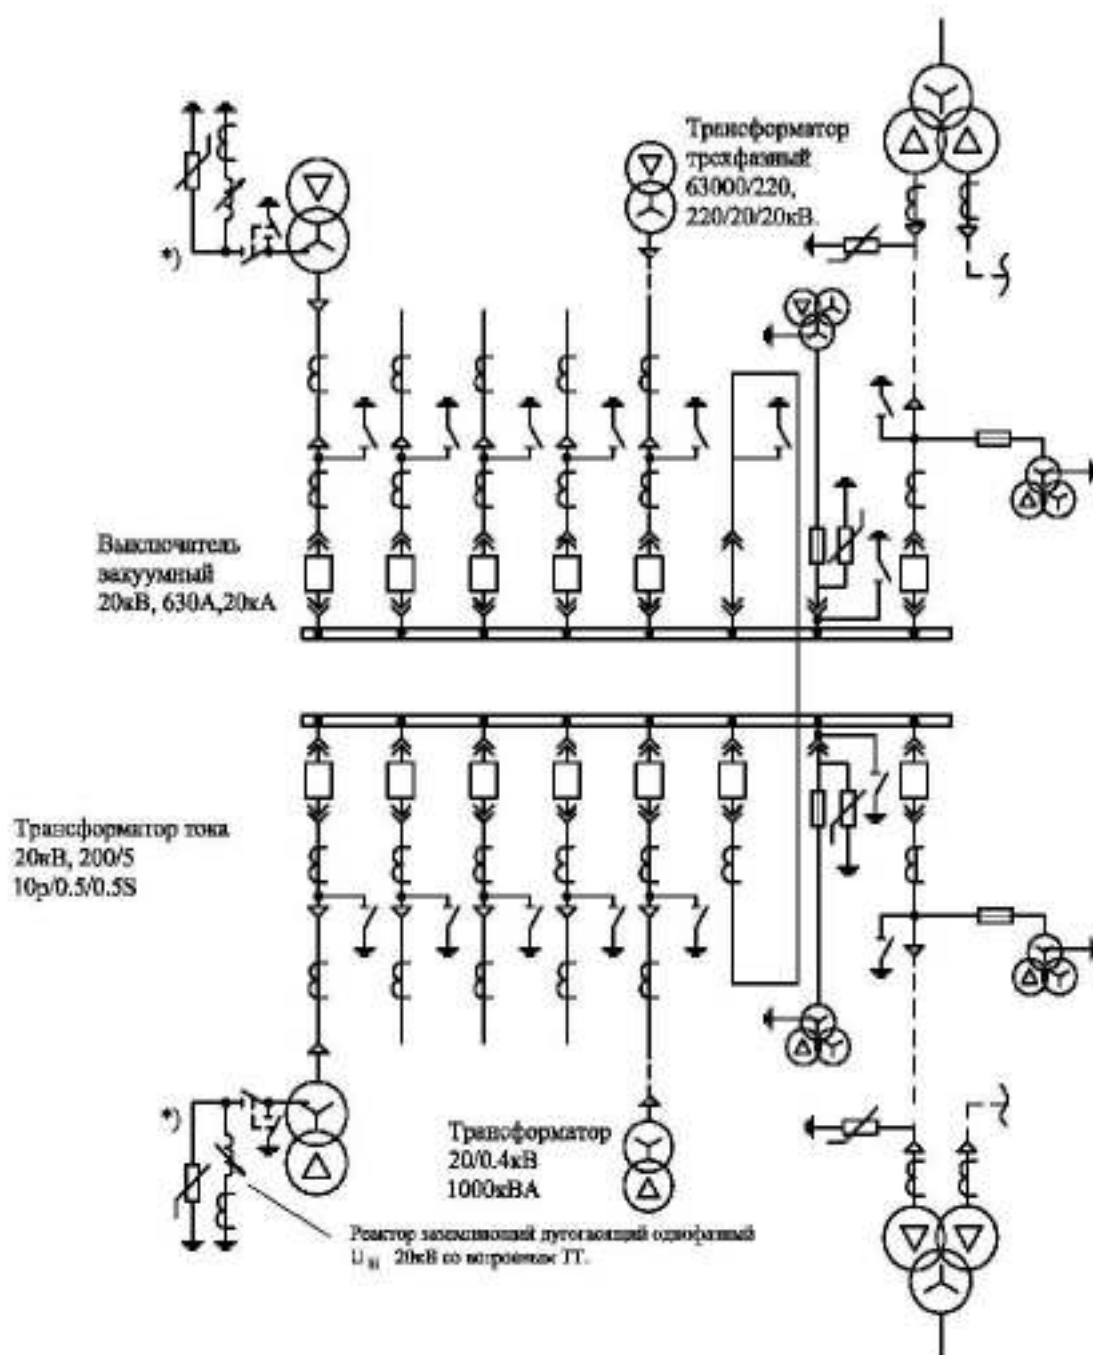 Трансформатор
трехфазный
63000/220,
220/20/20кВ.
*)
Выключатель
вакуумный
20кВ, 630А,20кА
Трансформатор тока
20кВ, 200/5
10р/0.5/0.5S
*)
Трансформатор
20/0.4кВ
1000кВА
Реактор заземляющий дугогасящий однофазный
U н 20кВ со встроеным ТТ.